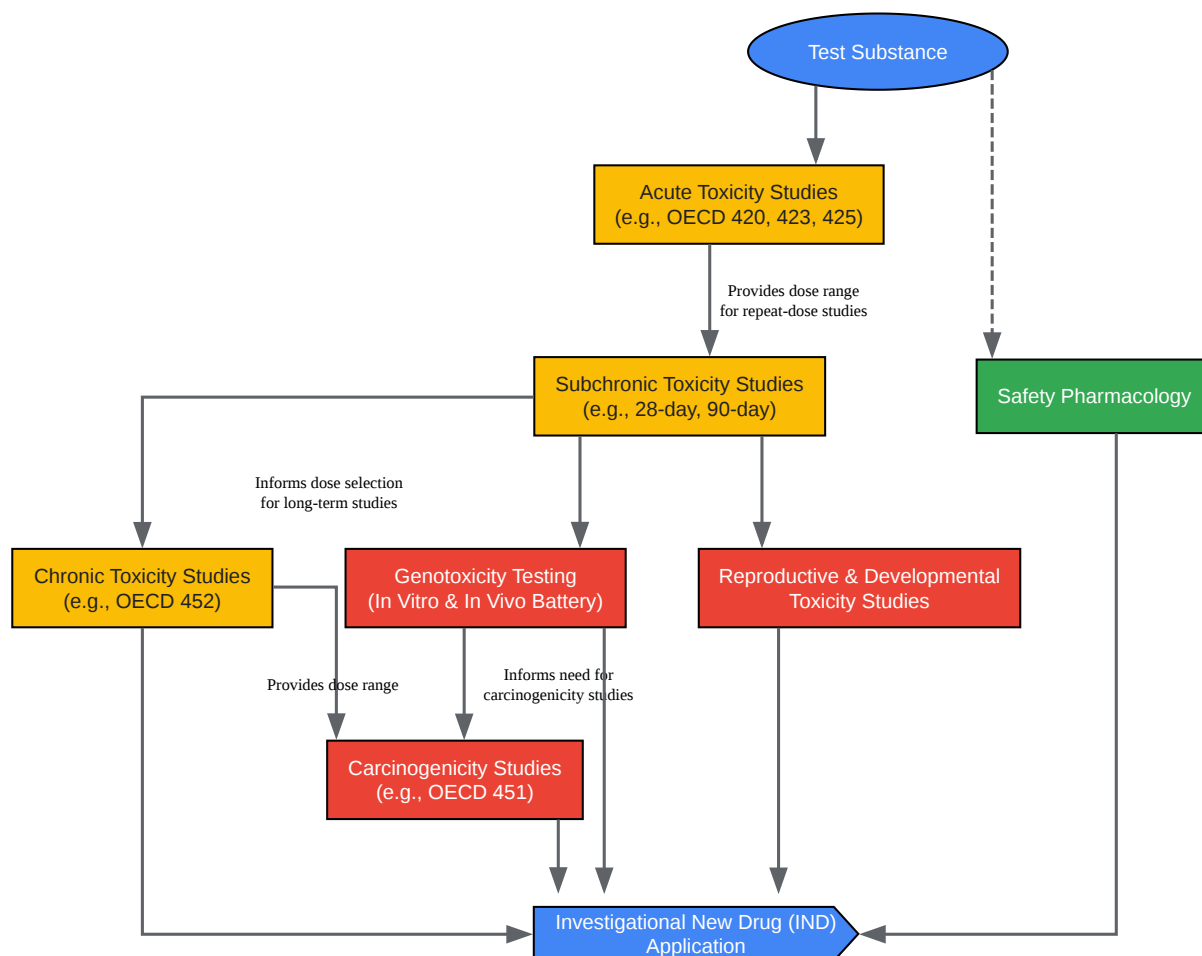 Test Substance
Acute Toxicity Studies
(e.g., OECD 420, 423, 425)
Provides dose range
for repeat-dose studies
Subchronic Toxicity Studies
(e.g., 28-day, 90-day)
Safety Pharmacology
Informs dose selection
for long-term studies
Chronic Toxicity Studies
(e.g., OECD 452)
Genotoxicity Testing
(In Vitro & In Vivo Battery)
Reproductive & Developmental
Toxicity Studies
Provides dose range
Informs need for
carcinogenicity studies
Carcinogenicity Studies
(e.g., OECD 451)
Investigational New Drug (IND)
Application